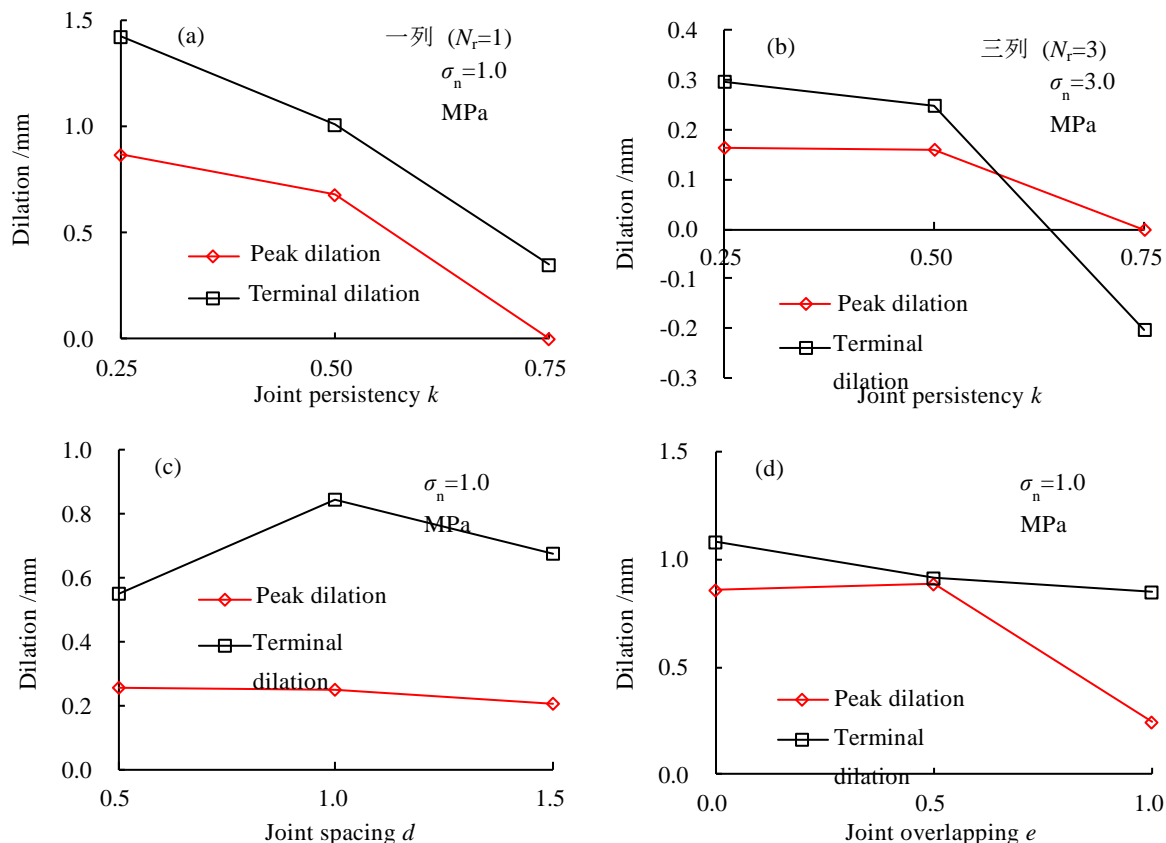 1.5
1.0
0.5
0.0
Dilation /mm
(a)
一列 (Nr=1)
σn=1.0
MPa
Peak dilation
Terminal dilation
0.25
0.50
0.75
Joint persistency k
0.4
0.3
0.2
0.1
0.0
-0.1
-0.2
-0.3
Dilation /mm
(b)
三列 (Nr=3)
σn=3.0
MPa
0.25
0.50
0.75
Peak dilation
Terminal
dilation
Joint persistency k
1.0
0.8
0.6
0.4
0.2
0.0
Dilation /mm
(c)
σn=1.0
MPa
Peak dilation
Terminal
dilation
0.5
1.0
1.5
Joint spacing d
1.5
1.0
0.5
0.0
Dilation /mm
(d)
σn=1.0
MPa
Peak dilation
Terminal
dilation
0.0
0.5
1.0
Joint overlapping e